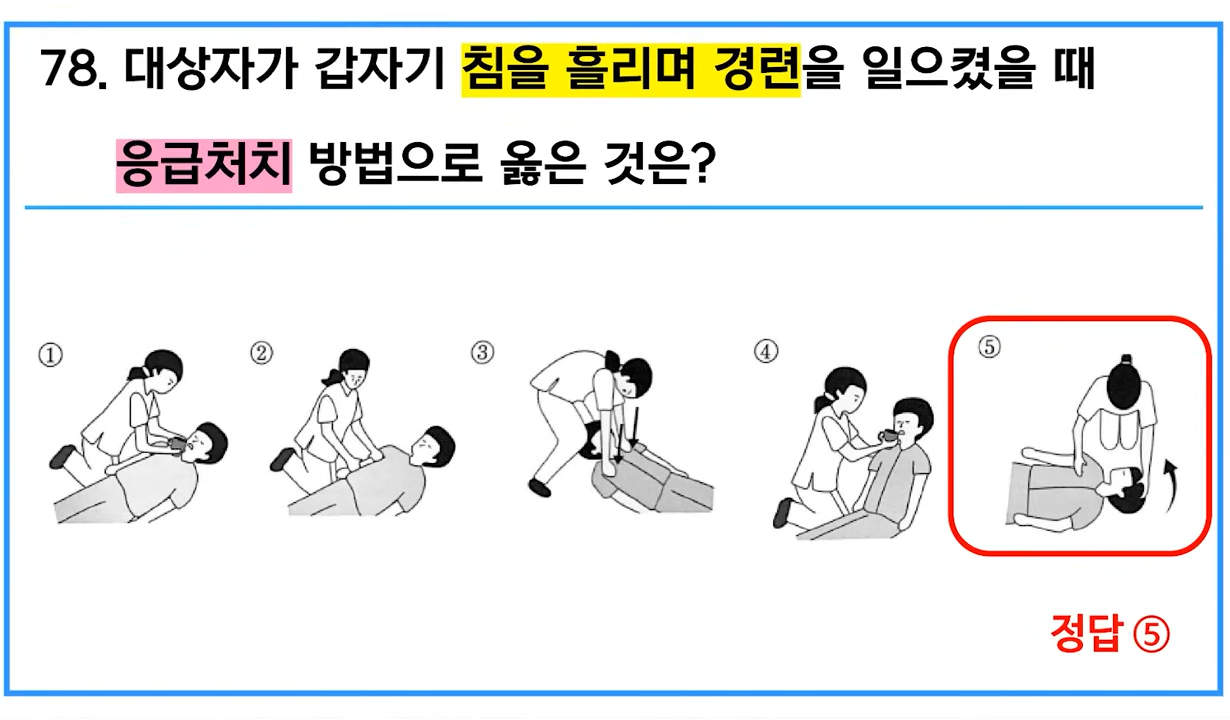 78. 대상자가 갑자기 침을 흘리며 경련을 일으켰을 때
응급처치 방법으로 옳은 것은?
① ② ③ ④ ⑤
정답 ⑤